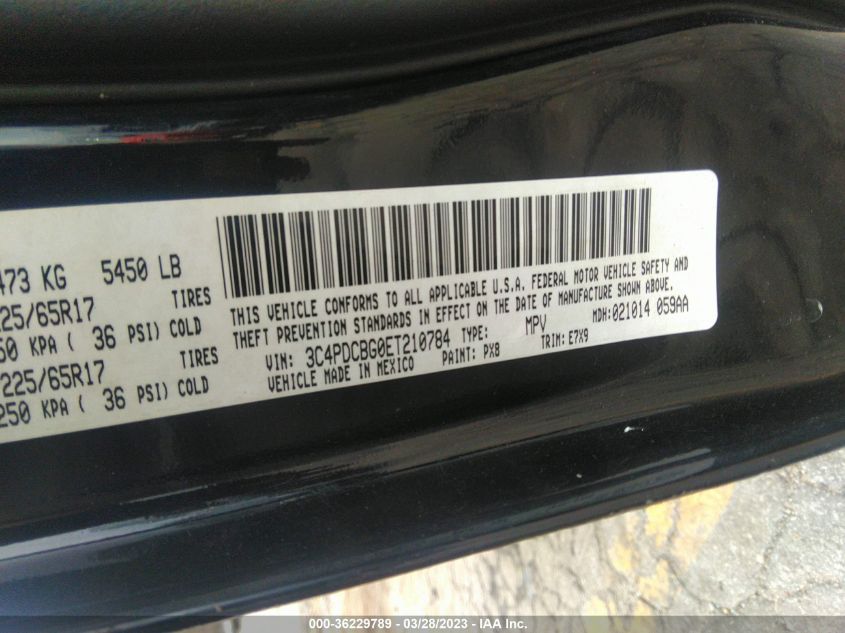 473 KG 5450 LB
225/65R17 TIRES
50 KPA ( 36 PSI) COLD
225/65R17 TIRES
250 KPA ( 36 PSI) COLD
THIS VEHICLE CONFORMS TO ALL APPLICABLE U.S.A. FEDERAL MOTOR VEHICLE SAFETY AND
THEFT PREVENTION STANDARDS IN EFFECT ON THE DATE OF MANUFACTURE SHOWN ABOVE.
VIN: 3C4PDCBG0ET210784 TYPE: MPV MDH:021014 059AA
VEHICLE MADE IN MEXICO PAINT: PX8 TRIM: E7X9
000-36229789 - 03/28/2023 - IAA Inc.